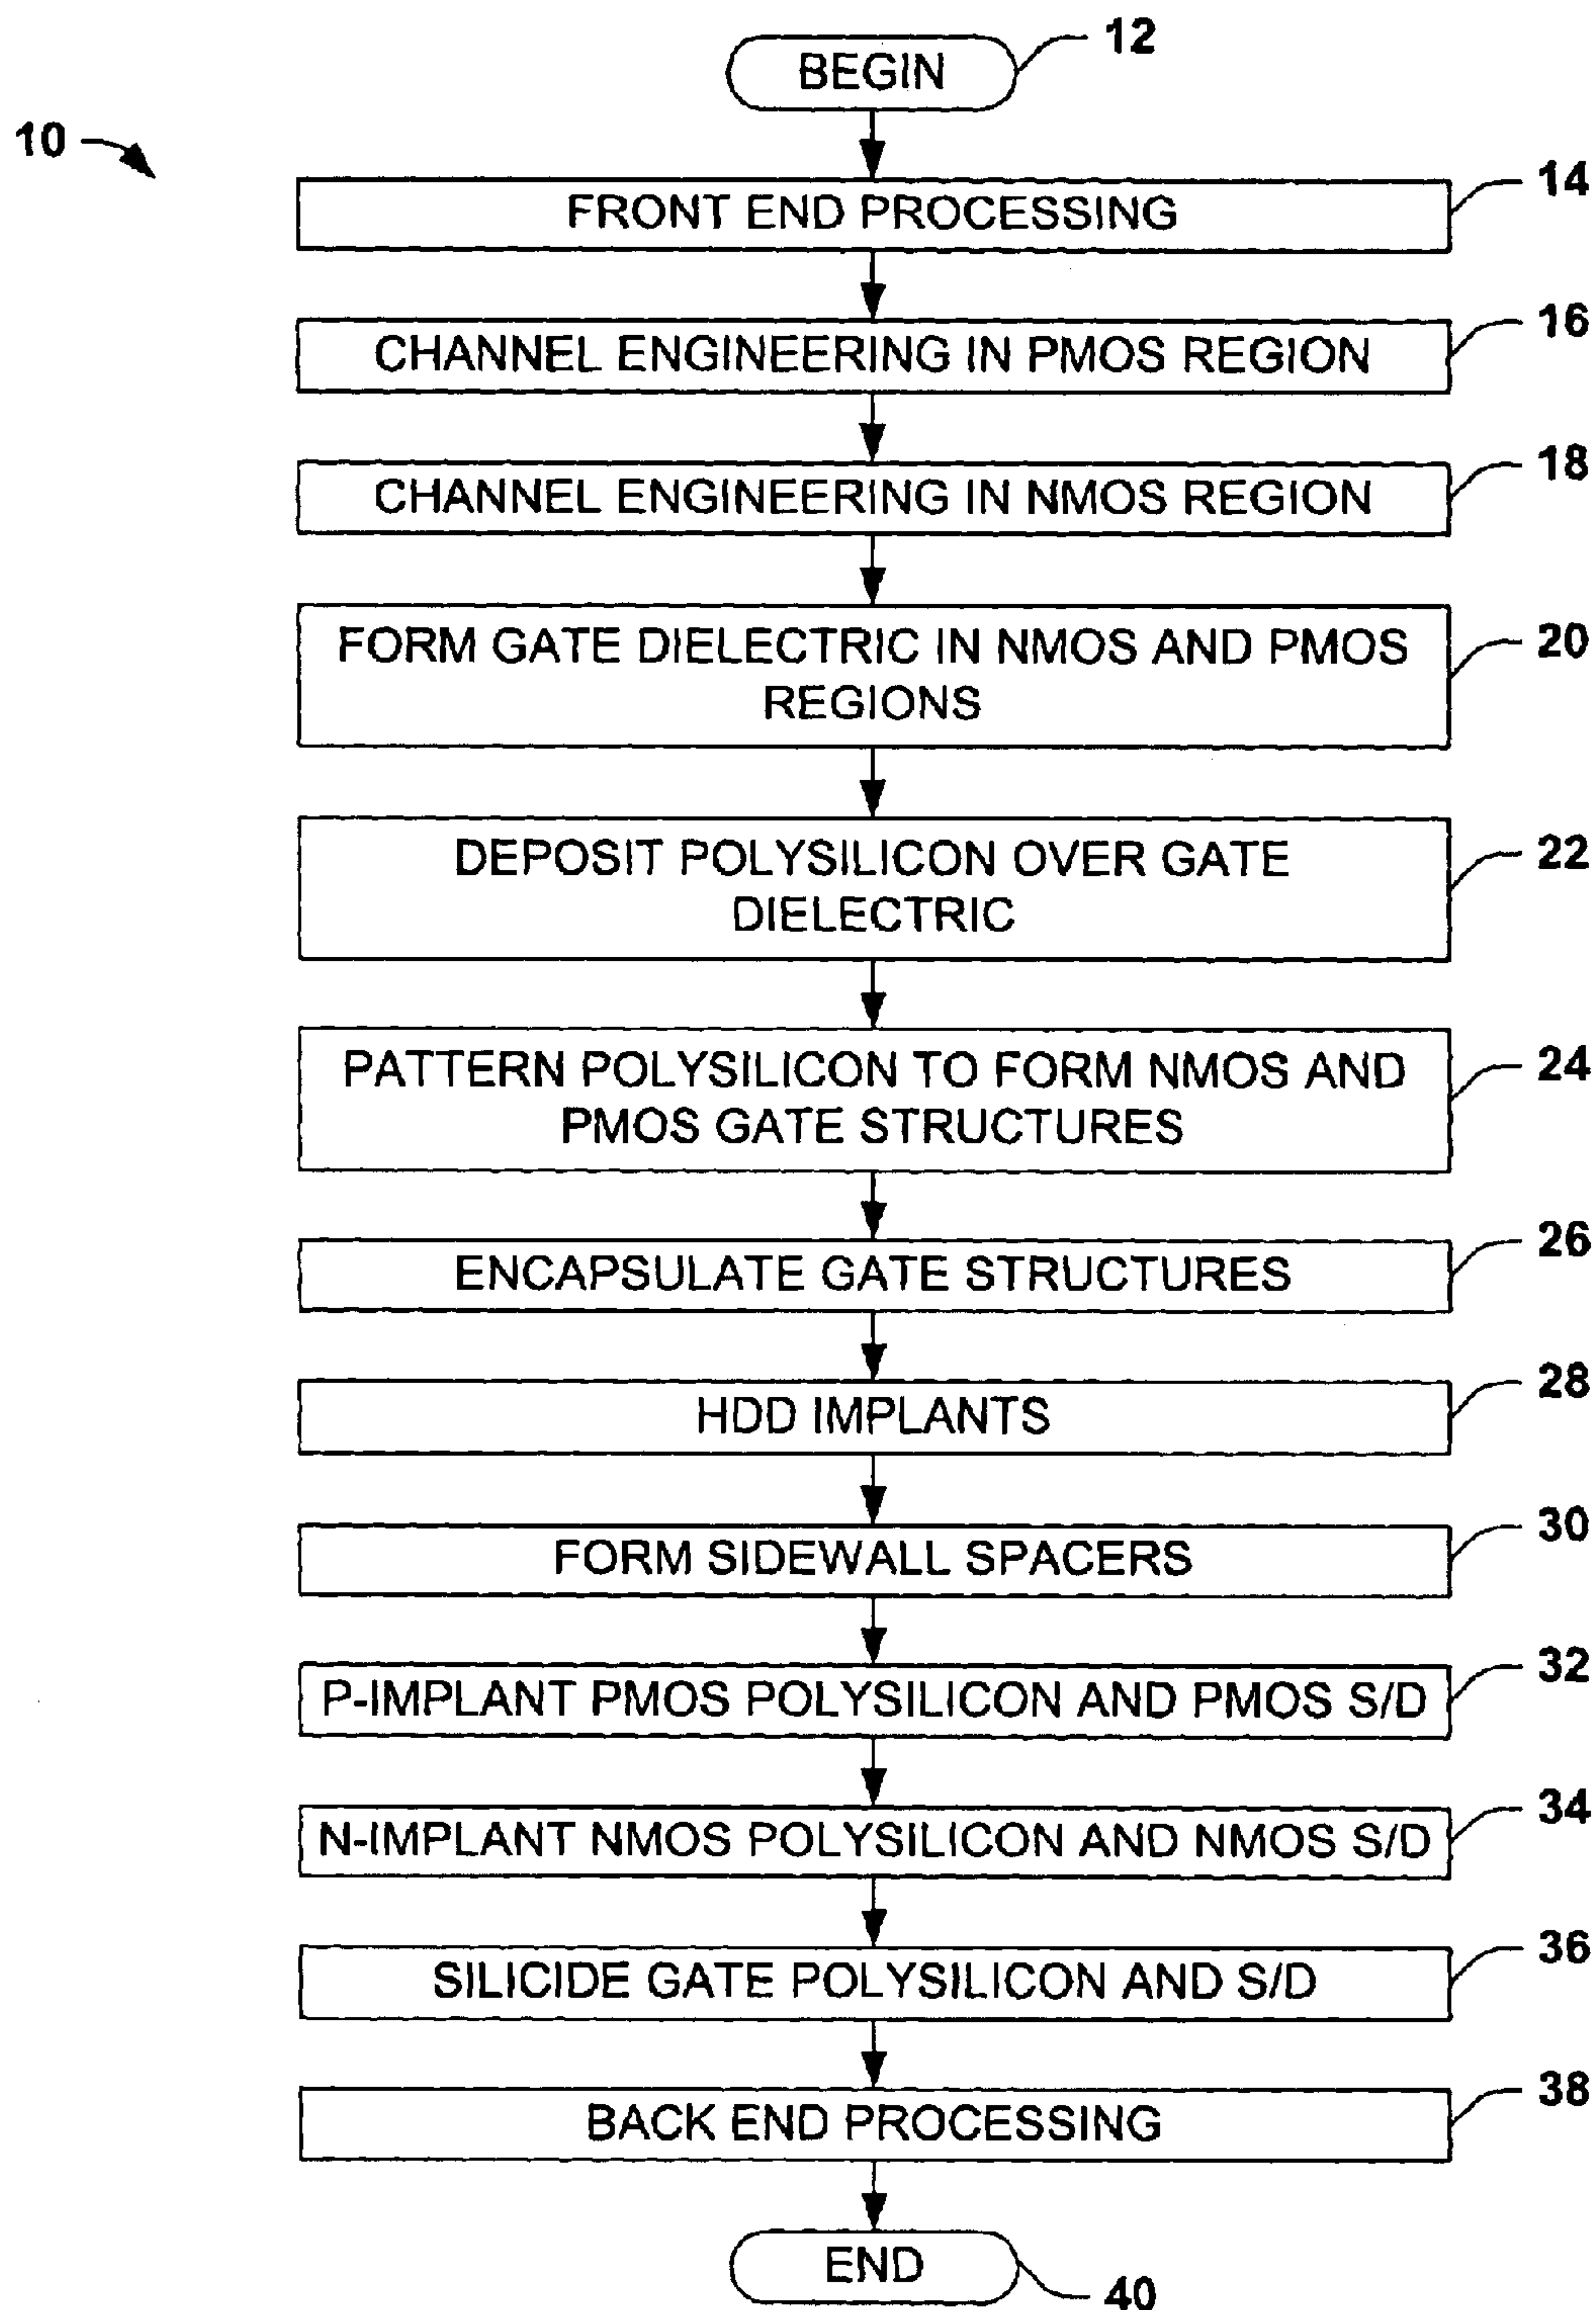 BEGIN
12
10
FRONT END PROCESSING
14
CHANNEL ENGINEERING IN PMOS REGION
16
CHANNEL ENGINEERING IN NMOS REGION
18
FORM GATE DIELECTRIC IN NMOS AND PMOS
REGIONS
20
DEPOSIT POLYSILICON OVER GATE
DIELECTRIC
22
PATTERN POLYSILICON TO FORM NMOS AND
PMOS GATE STRUCTURES
24
ENCAPSULATE GATE STRUCTURES
26
HDD IMPLANTS
28
FORM SIDEWALL SPACERS
30
P-IMPLANT PMOS POLYSILICON AND PMOS S/D
32
N-IMPLANT NMOS POLYSILICON AND NMOS S/D
34
SILICIDE GATE POLYSILICON AND S/D
36
BACK END PROCESSING
38
END
40